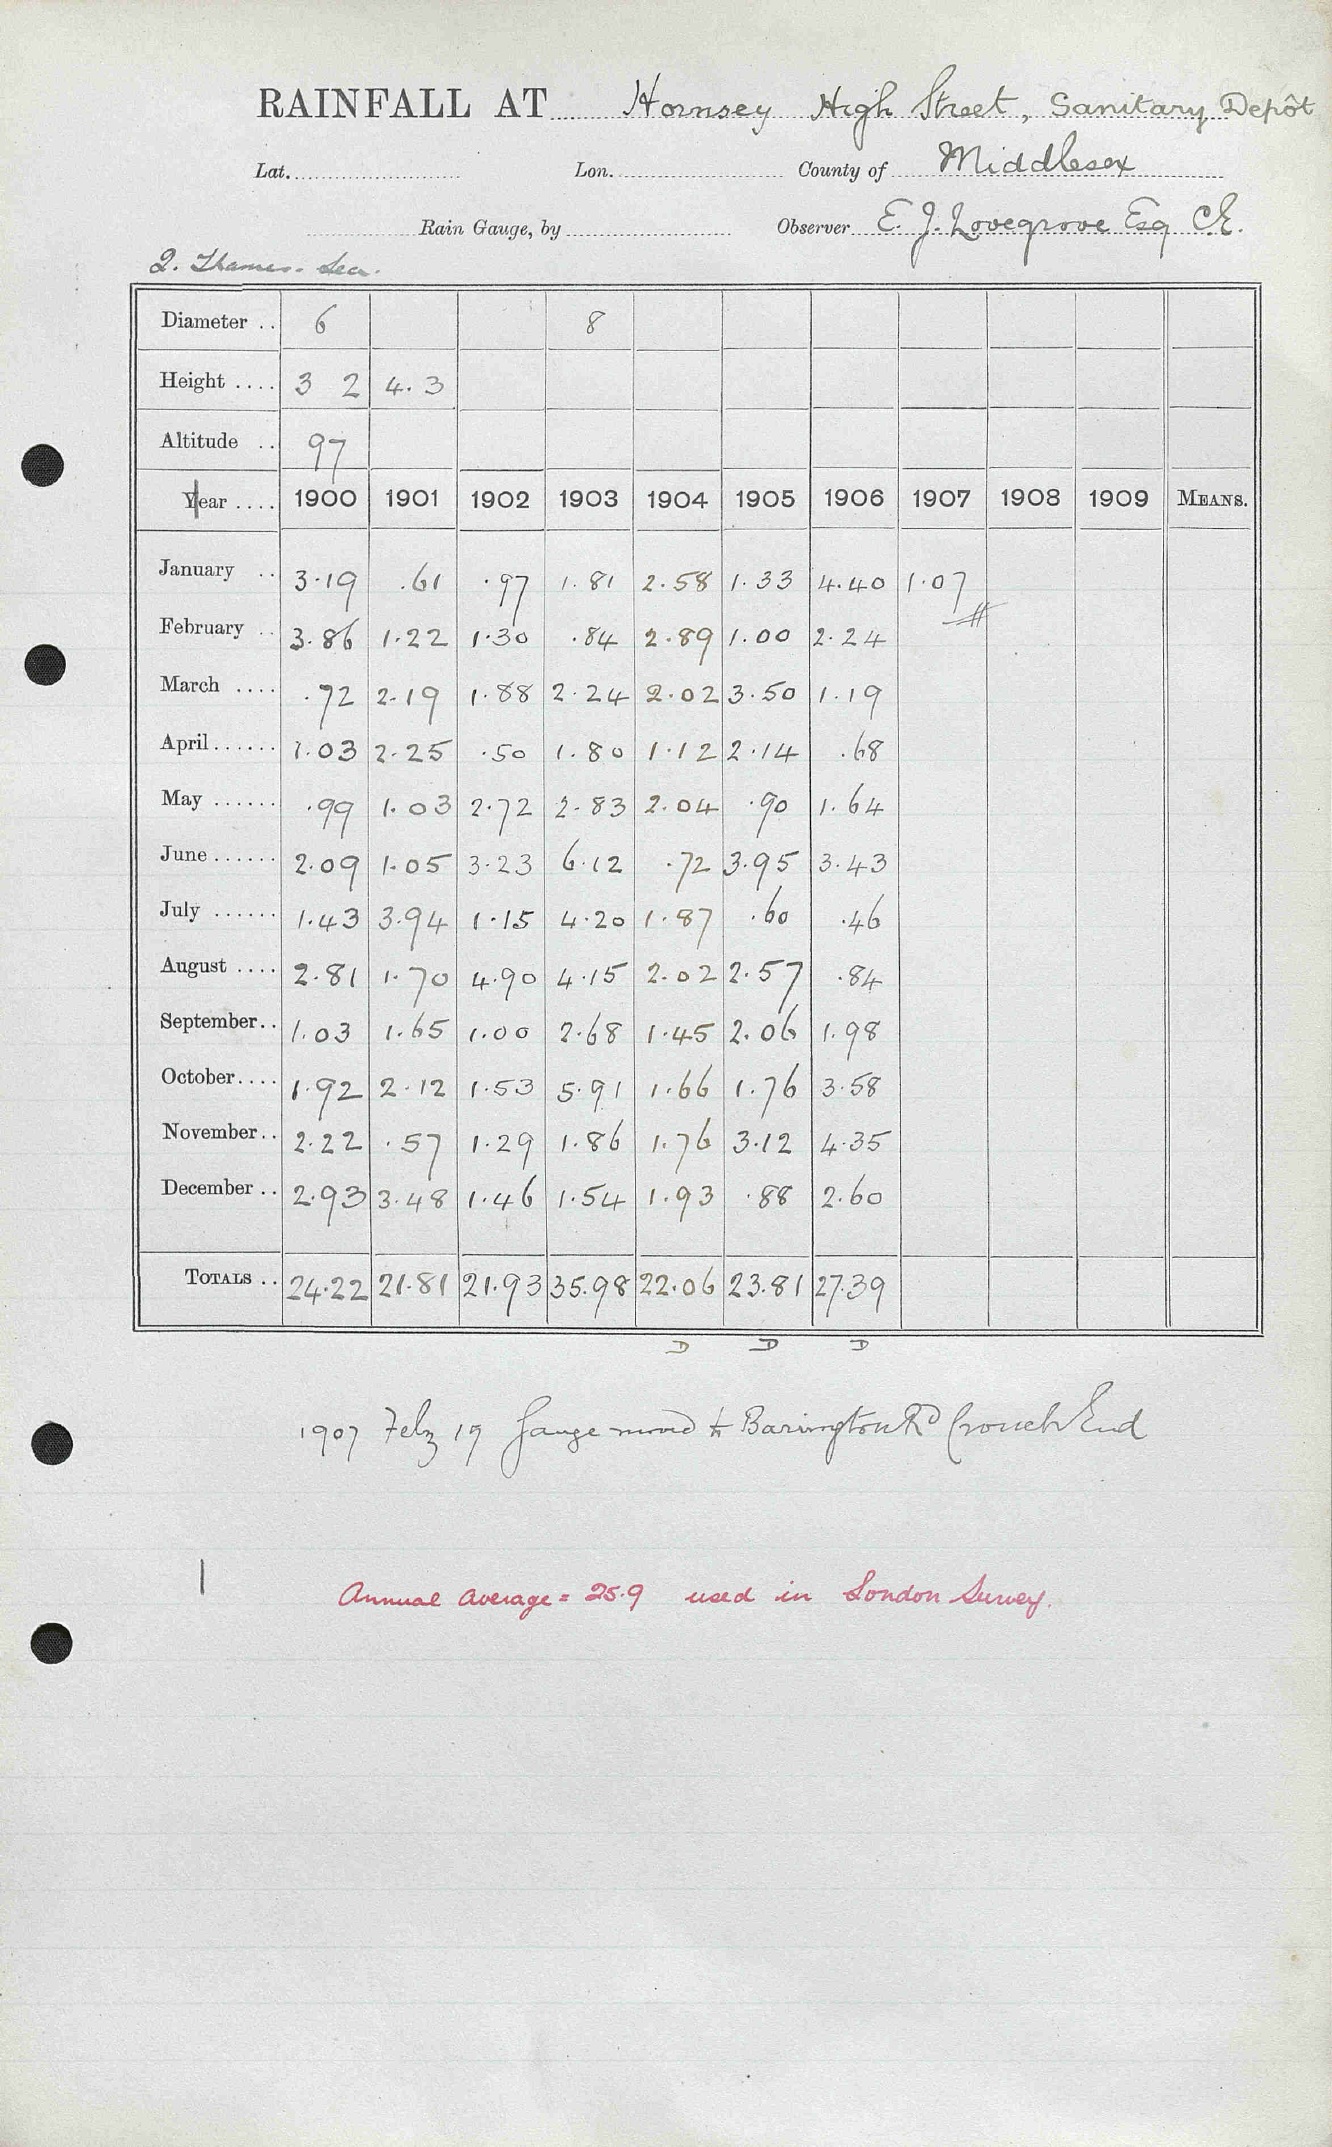 RAINFALL AT Hornsey High Street, Sanitary Depôt
Lat. Lon. County of Middlesex
Rain Gauge, by Observer E. J. Lovegrove Esq C.E.
2. Thames. Lea.
Diameter .. 6 8
Height .... 3 2 4.3
Altitude .. 97
Year .... 1900 1901 1902 1903 1904 1905 1906 1907 1908 1909 MEANS.
January .. 3.19 .61 .97 1.81 2.58 1.33 4.40 1.07
February .. 3.86 1.22 1.30 .84 2.89 1.00 2.24
March .... .72 2.19 1.88 2.24 2.02 3.50 1.19
April ...... 1.03 2.25 .50 1.80 1.12 2.14 .68
May ...... .99 1.03 2.72 2.83 2.04 .90 1.64
June ...... 2.09 1.05 3.23 6.12 .72 3.95 3.43
July ...... 1.43 3.94 1.15 4.20 1.87 .60 .46
August .... 2.81 1.70 4.90 4.15 2.02 2.57 .84
September .. 1.03 1.65 1.00 2.68 1.45 2.06 1.98
October .... 1.92 2.12 1.53 5.91 1.66 1.76 3.58
November .. 2.22 .57 1.29 1.86 1.76 3.12 4.35
December .. 2.93 3.48 1.46 1.54 1.93 .88 2.60
TOTALS .. 24.22 21.81 21.93 35.98 22.06 23.81 27.39
D D D
1907 Feby 19 Gauge moved to Barington Rd Crouch End
Annual average = 25.9 used in London Survey.